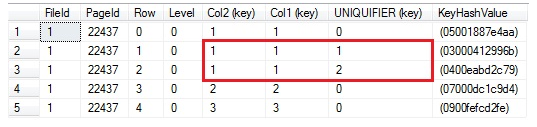 FileId PageId Row Level Col2 (key) Col1 (key) UNIQUIFIER (key) KeyHashValue
1 1 22437 0 0 1 1 0 (05001887e4aa)
2 1 22437 1 0 1 1 1 (03000412996b)
3 1 22437 2 0 1 1 2 (0400eabd2c79)
4 1 22437 3 0 2 2 0 (07000dc1c9d4)
5 1 22437 4 0 3 3 0 (0900fefcd2fe)